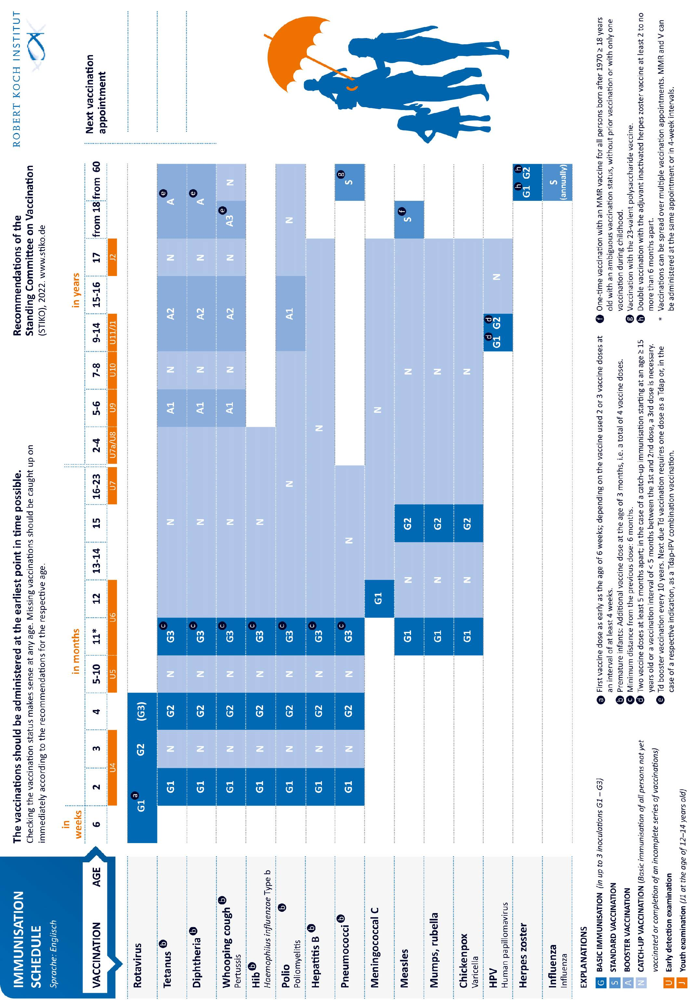 IMMUNISATION
SCHEDULE
Sprache: Englisch
The vaccinations should be administered at the earliest point in time possible.
Checking the vaccination status makes sense at any age. Missing vaccinations should be caught up on
immediately according to the recommendations for the respective age.
Recommendations of the
Standing Committee on Vaccination
(STIKO), 2022. www.stiko.de
ROBERT KOCH INSTITUT
in weeks in months in years
VACCINATION AGE 6 2 3 4 5-10 11* 12 13-14 15 16-23 2-4 5-6 7-8 9-14 15-16 17 from 18 from 60
U4 U5 U6 U7 U7a/U8 U9 U10 U11/J1 J2
Next vaccination
appointment
Rotavirus G1 a G2 (G3)
Tetanus b G1 N G2 N G3 c N A1 N A2 N A e
Diphtheria b G1 N G2 N G3 c N A1 N A2 N A e
Whooping cough b G1 N G2 N G3 c N A1 N A2 N A3 e N
Pertussis
Hib b G1 N G2 N G3 c N
Haemophilus influenzae Type b
Polio b G1 N G2 N G3 c N A1 N
Poliomyelitis
Hepatitis B b G1 N G2 N G3 c N
Pneumococci b G1 N G2 N G3 c N S g
Meningococcal C G1 N
Measles G1 N G2 N S f
Mumps, rubella G1 N G2 N
Chickenpox G1 N G2 N
Varicella
HPV G1 d G2 d N
Human papillomavirus
Herpes zoster G1 h G2 h
Influenza S
Influenza (annually)
EXPLANATIONS
G BASIC IMMUNISATION (in up to 3 inoculations G1 – G3)
S STANDARD VACCINATION
A BOOSTER VACCINATION
N CATCH-UP VACCINATION (Basic immunisation of all persons not yet
vaccinated or completion of an incomplete series of vaccinations)
U Early detection examination
J Youth examination (J1 at the age of 12–14 years old)
a First vaccine dose as early as the age of 6 weeks; depending on the vaccine used 2 or 3 vaccine doses at
an interval of at least 4 weeks.
b Premature infants: Additional vaccine dose at the age of 3 months, i.e. a total of 4 vaccine doses.
c Minimum distance from the previous dose: 6 months.
d Two vaccine doses at least 5 months apart; in the case of a catch-up immunisation starting at an age ≥ 15
years old or a vaccination interval of < 5 months between the 1st and 2nd dose, a 3rd dose is necessary.
e Td booster vaccination every 10 years. Next due Td vaccination requires one dose as a Tdap or, in the
case of a respective indication, as a Tdap-IPV combination vaccination.
f One-time vaccination with an MMR vaccine for all persons born after 1970 ≥ 18 years
old with an ambiguous vaccination status, without prior vaccination or with only one
vaccination during childhood.
g Vaccination with the 23-valent polysaccharide vaccine.
h Double vaccination with the adjuvant inactivated herpes zoster vaccine at least 2 to no
more than 6 months apart.
* Vaccinations can be spread over multiple vaccination appointments. MMR and V can
be administered at the same appointment or in 4-week intervals.